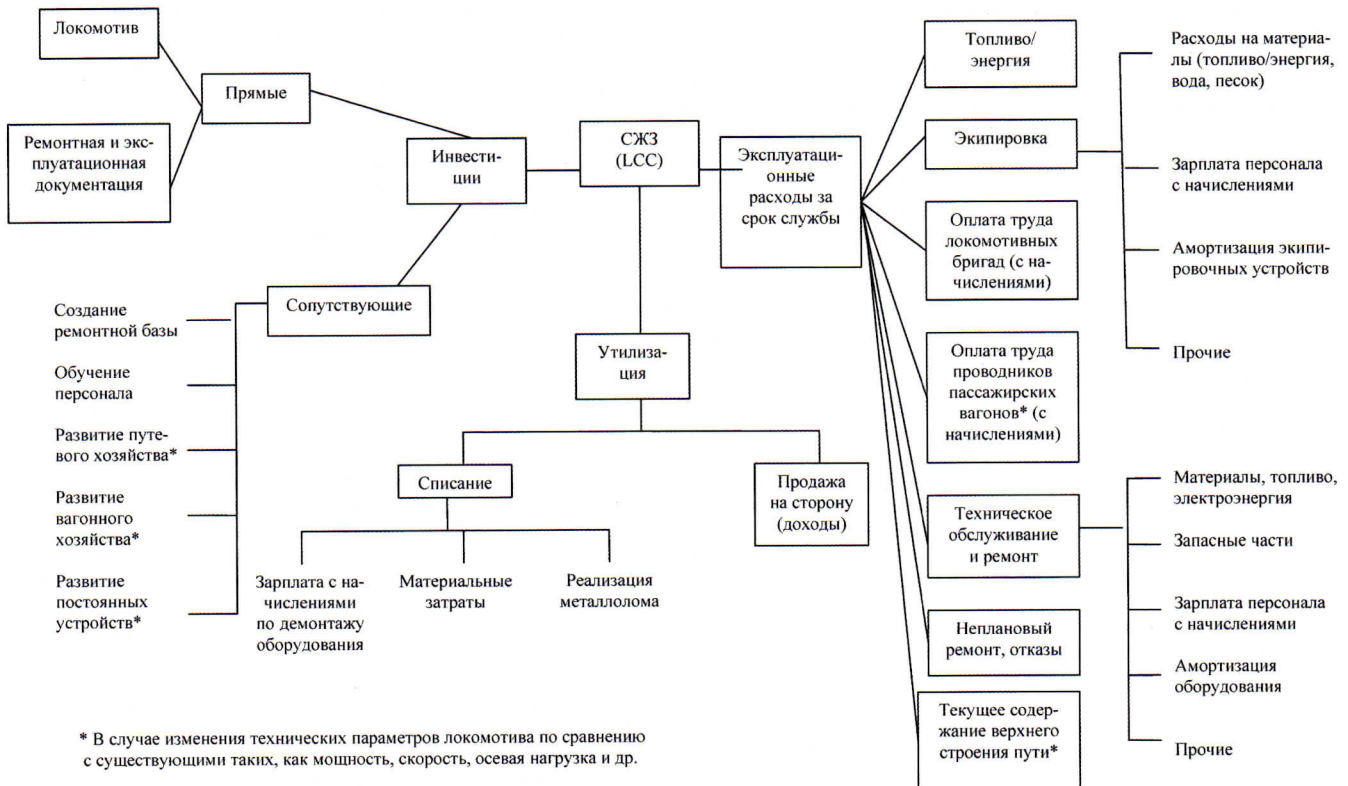 Локомотив
Прямые
Ремонтная и экс-
плуатационная
документация
Инвести-
ции
СЖЗ
(LCC)
Эксплуатаци-
онные
расходы за
срок службы
Сопутствующие
Создание
ремонтной базы
Обучение
персонала
Развитие путе-
вого хозяйства*
Развитие
вагонного
хозяйства*
Развитие
постоянных
устройств*
Утилиза-
ция
Списание
Продажа
на сторону
(доходы)
Зарплата с на-
числениями
по демонтажу
оборудования
Материальные
затраты
Реализация
металлолома
Топливо/
энергия
Экипировка
Расходы на материа-
лы (топливо/энергия,
вода, песок)
Зарплата персонала
с начислениями
Амортизация экипи-
ровочных устройств
Прочие
Оплата труда
локомотивных
бригад (с на-
числениями)
Оплата труда
проводников
пассажирских
вагонов* (с
начислениями)
Техническое
обслуживание
и ремонт
Материалы, топливо,
электроэнергия
Запасные части
Зарплата персонала
с начислениями
Амортизация
оборудования
Прочие
Неплановый
ремонт, отказы
Текущее содер-
жание верхнего
строения пути*
* В случае изменения технических параметров локомотива по сравнению
с существующими таких, как мощность, скорость, осевая нагрузка и др.